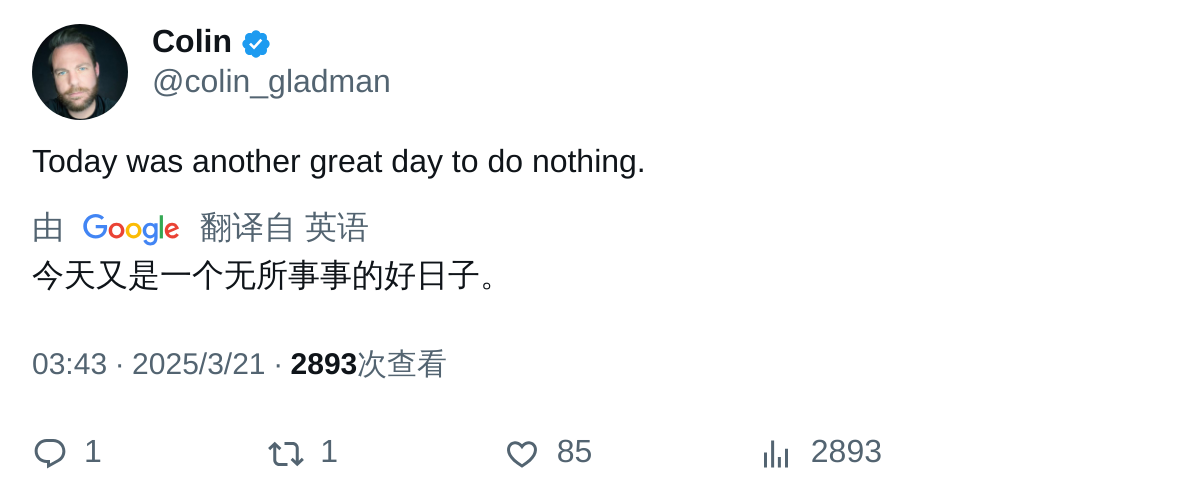 Colin
@colin_gladman
Today was another great day to do nothing.
由 Google 翻译自 英语
今天又是一个无所事事的好日子。
03:43 · 2025/3/21 · 2893次查看
1 1 85 2893